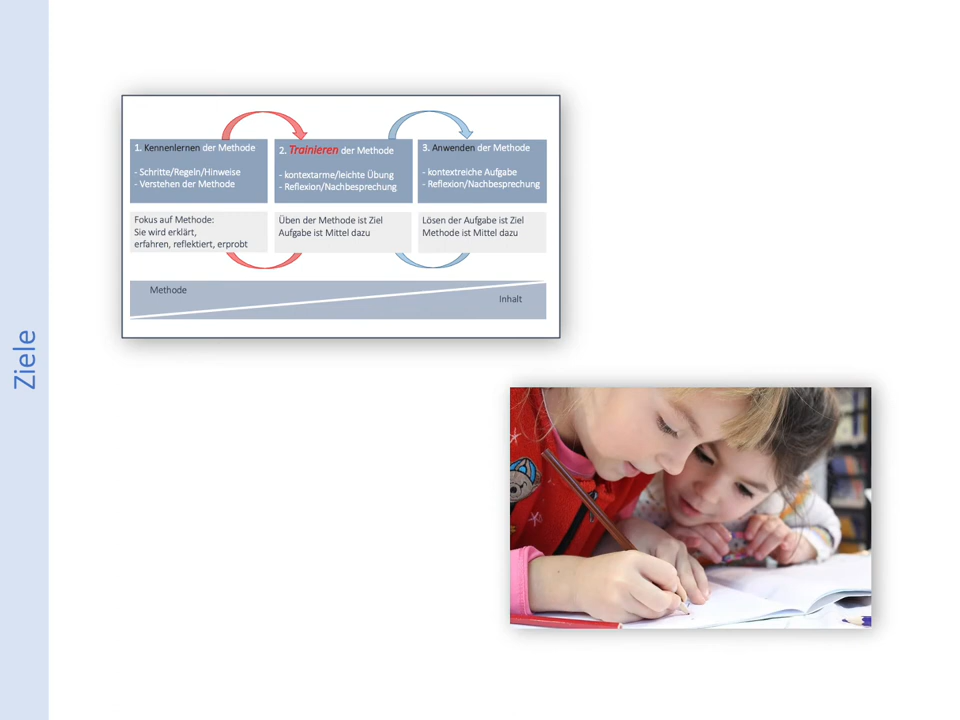 Ziele
1. Kennenlernen der Methode
- Schritte/Regeln/Hinweise
- Verstehen der Methode
2. Trainieren der Methode
- kontextarme/leichte Übung
- Reflexion/Nachbesprechung
3. Anwenden der Methode
- kontextreiche Aufgabe
- Reflexion/Nachbesprechung
Fokus auf Methode:
Sie wird erklärt,
erfahren, reflektiert, erprobt
Üben der Methode ist Ziel
Aufgabe ist Mittel dazu
Lösen der Aufgabe ist Ziel
Methode ist Mittel dazu
Methode
Inhalt